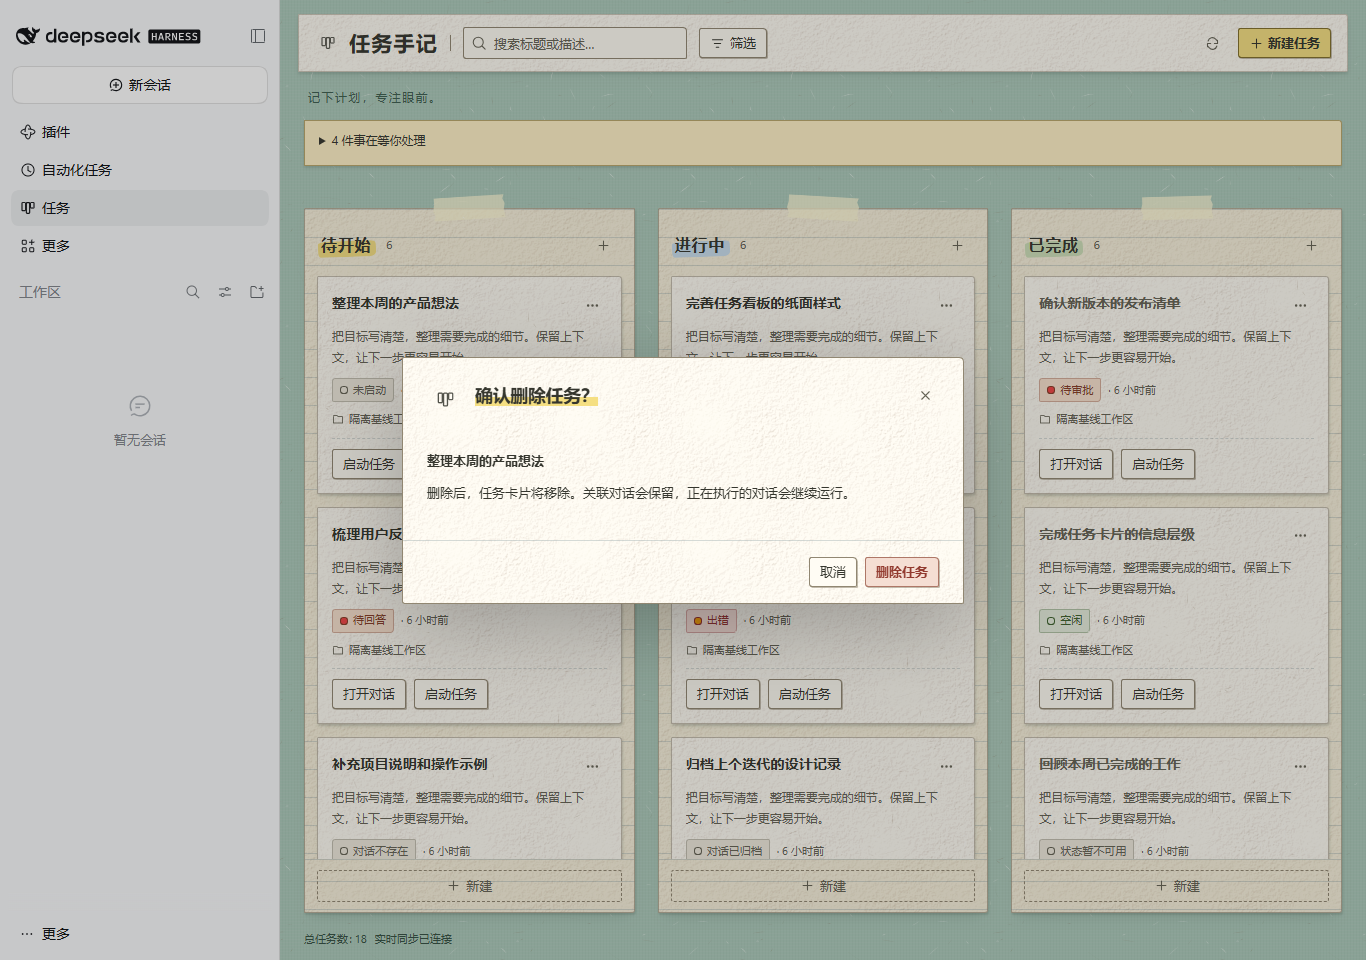 deepseek HARNESS
新会话
插件
自动化任务
任务
更多
工作区
暂无会话
更多
任务手记
搜索标题或描述...
筛选
新建任务
记下计划，专注眼前。
4 件事在等你处理
待开始 6
整理本周的产品想法
把目标写清楚，整理需要完成的细节。保留上下
文，让下一步更容易开始。
未启动
隔离基线工作区
启动任务
梳理用户反
把目标写清楚
文，让下一步更容易开始。
待回答 · 6 小时前
隔离基线工作区
打开对话 启动任务
补充项目说明和操作示例
把目标写清楚，整理需要完成的细节。保留上下
文，让下一步更容易开始。
对话不存在 · 6 小时前
新建
进行中 6
完善任务看板的纸面样式
把目标写清楚，整理需要完成的细节。保留上下
文，让下一步更容易开始。
出错 · 6 小时前
隔离基线工作区
打开对话 启动任务
归档上个迭代的设计记录
把目标写清楚，整理需要完成的细节。保留上下
文，让下一步更容易开始。
对话已归档 · 6 小时前
新建
已完成 6
确认新版本的发布清单
把目标写清楚，整理需要完成的细节。保留上下
文，让下一步更容易开始。
待审批 · 6 小时前
隔离基线工作区
打开对话 启动任务
完成任务卡片的信息层级
把目标写清楚，整理需要完成的细节。保留上下
文，让下一步更容易开始。
空闲 · 6 小时前
隔离基线工作区
打开对话 启动任务
回顾本周已完成的工作
把目标写清楚，整理需要完成的细节。保留上下
文，让下一步更容易开始。
状态暂不可用 · 6 小时前
新建
确认删除任务？
整理本周的产品想法
删除后，任务卡片将移除。关联对话会保留，正在执行的对话会继续运行。
取消 删除任务
总任务数: 18 实时同步已连接